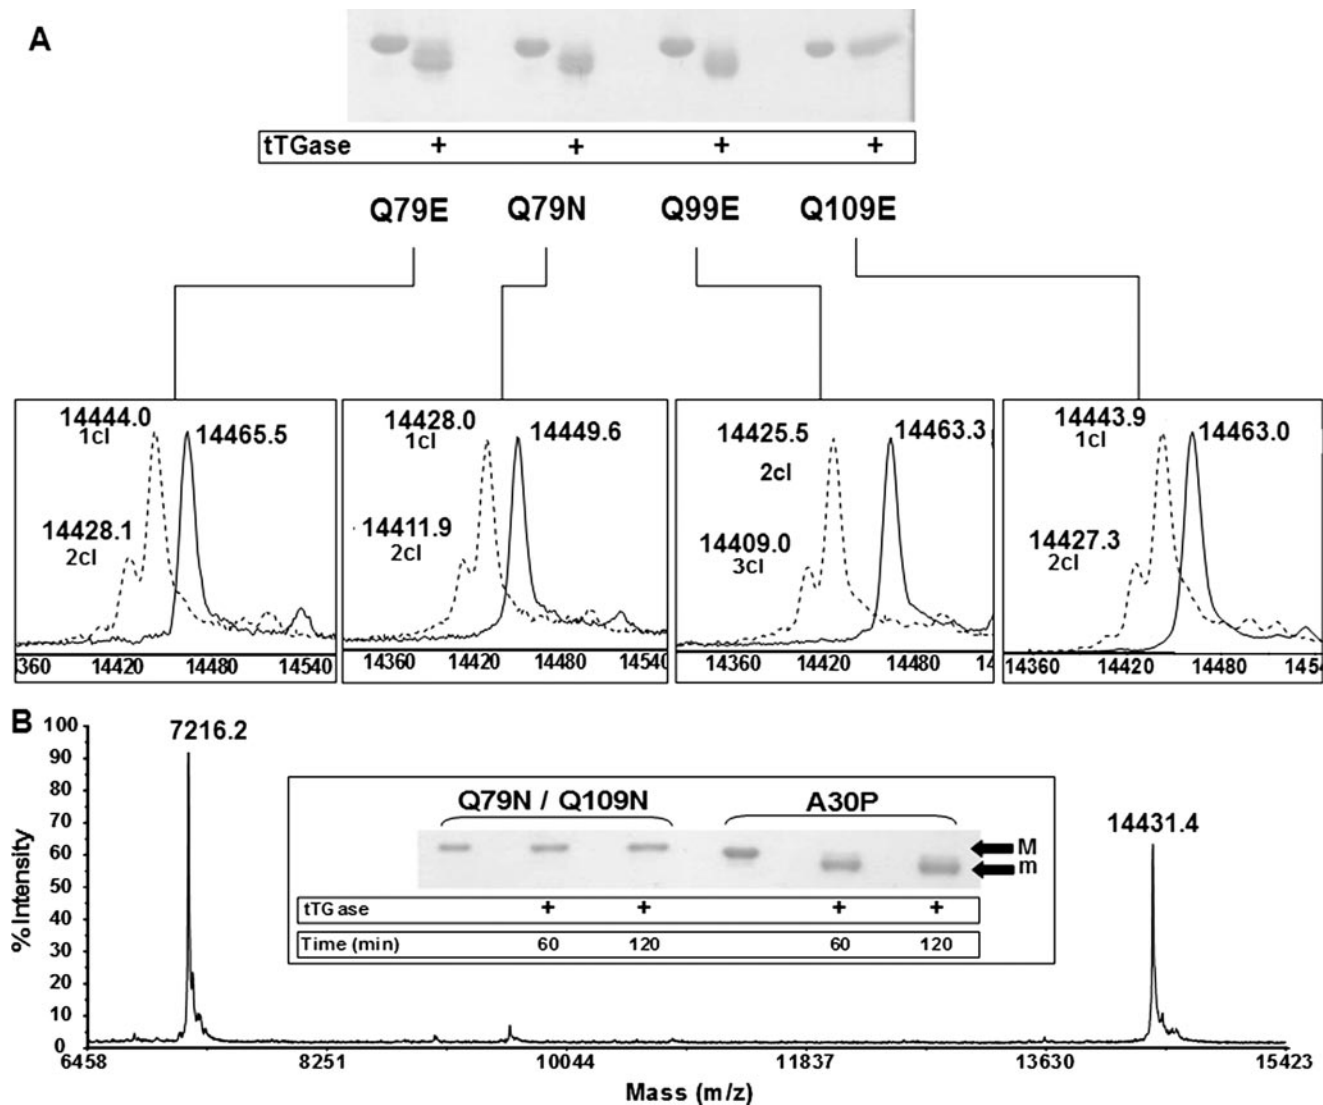 A
tTGase + + + +
Q79E Q79N Q99E Q109E
14444.0 14465.5
1cl
14428.1
2cl
360 14420 14480 14540
14428.0 14449.6
1cl
14411.9
2cl
14360 14420 14480 14540
14425.5 14463.3
2cl
14409.0
3cl
14360 14420 14480 14
14443.9 14463.0
1cl
14427.3
2cl
14360 14420 14480 1454
B
100
90
80
70
60
50
40
30
20
10
0
% Intensity
7216.2
14431.4
Q79N / Q109N A30P
M
m
tTGase + + + +
Time (min) 60 120 60 120
6458 8251 10044 11837 13630 15423
Mass (m/z)